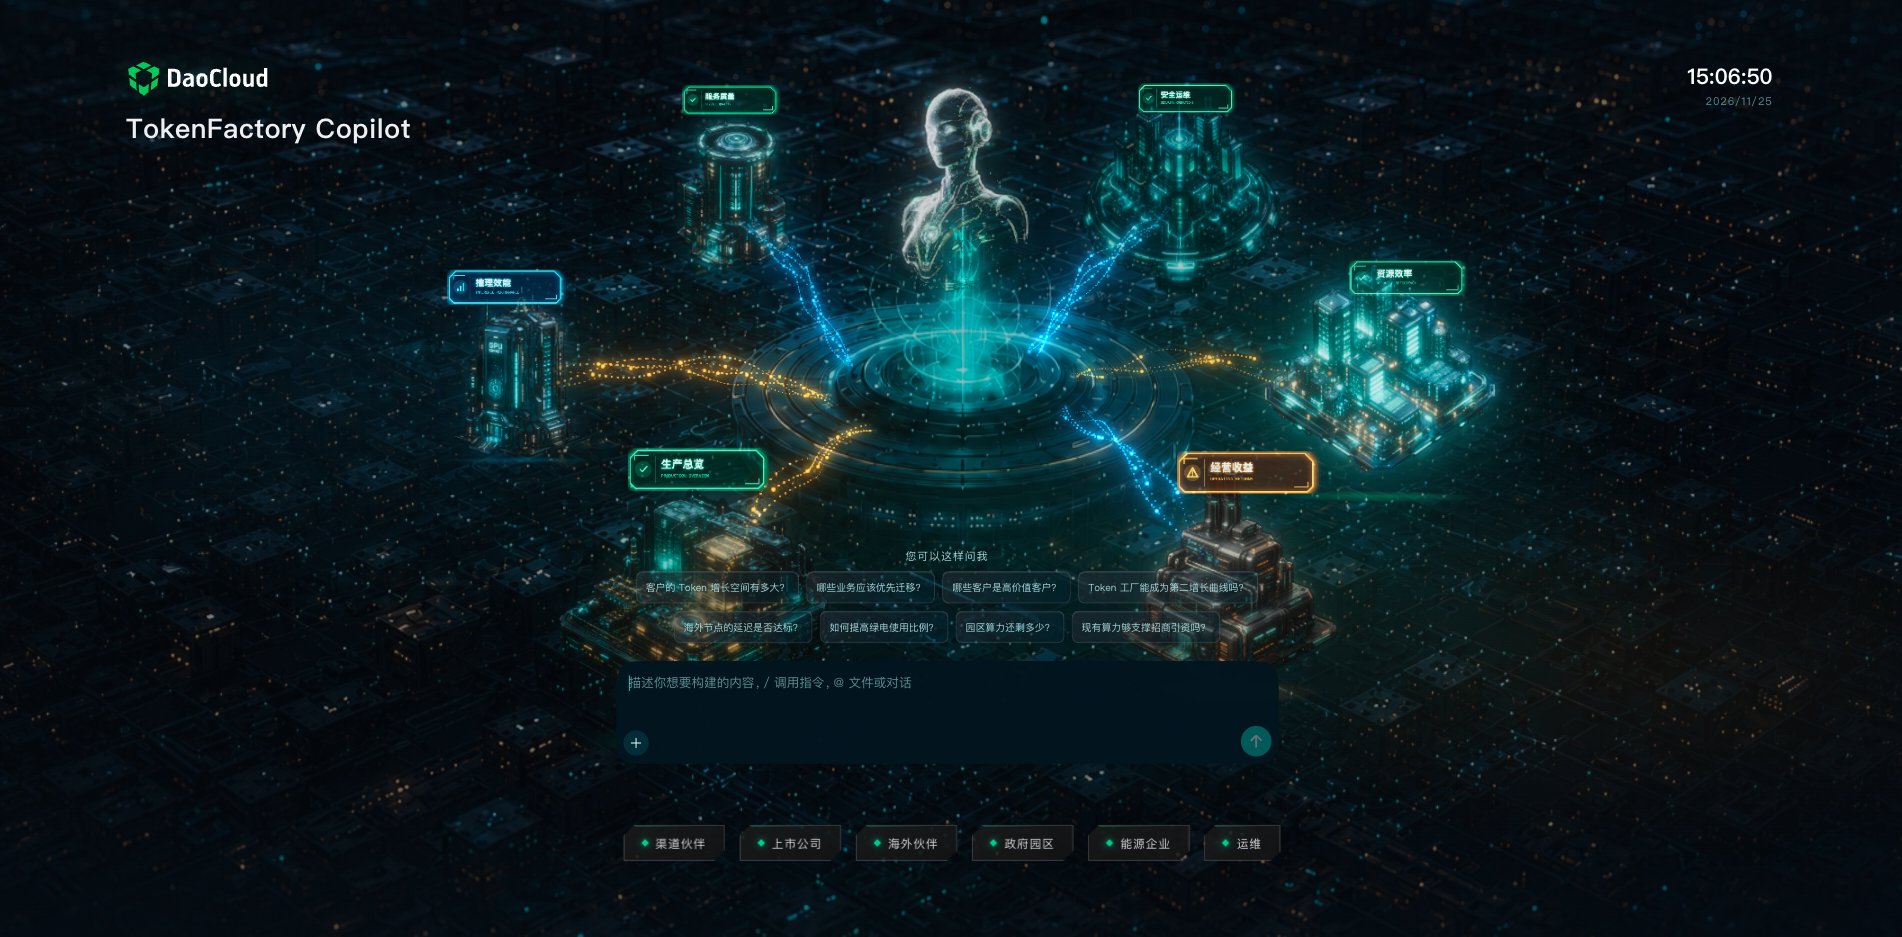 DaoCloud
TokenFactory Copilot
15:06:50
2026/11/25
服务质量
安全运维
推理效能
资源效率
GPU
生产总览
经营收益
您可以这样问我
客户的 Token 增长空间有多大?
哪些业务应该优先迁移?
哪些客户是高价值客户?
Token 工厂能成为第二增长曲线吗?
海外节点的延迟是否达标?
如何提高绿电使用比例?
园区算力还剩多少?
现有算力够支撑招商引资吗?
描述你想要构建的内容, / 调用指令, @ 文件或对话
渠道伙伴
上市公司
海外伙伴
政府园区
能源企业
运维